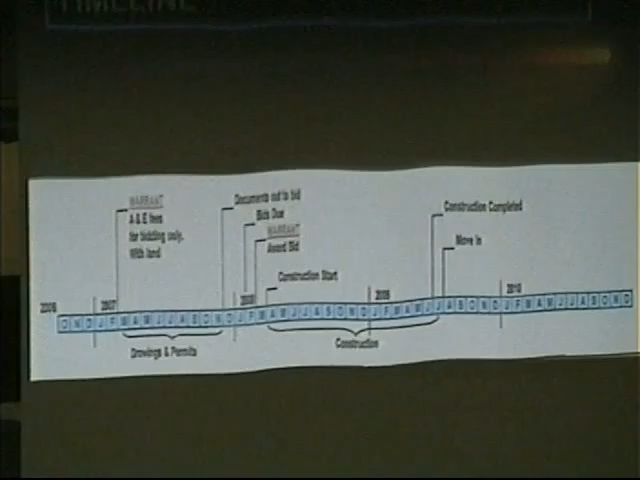 TIMELINE
WARRANT
A & E fees
for bidding only.
With land
Documents out to bid
Bids Due
WARRANT
Award Bid
Construction Start
Construction Completed
Move In
2006 2007 2008 2009 2010
O N D J F M A M J J A S O N D J F M A M J J A S O N D J F M A M J J A S O N D J F M A M J J A S O N D
Drawings & Permits
Construction